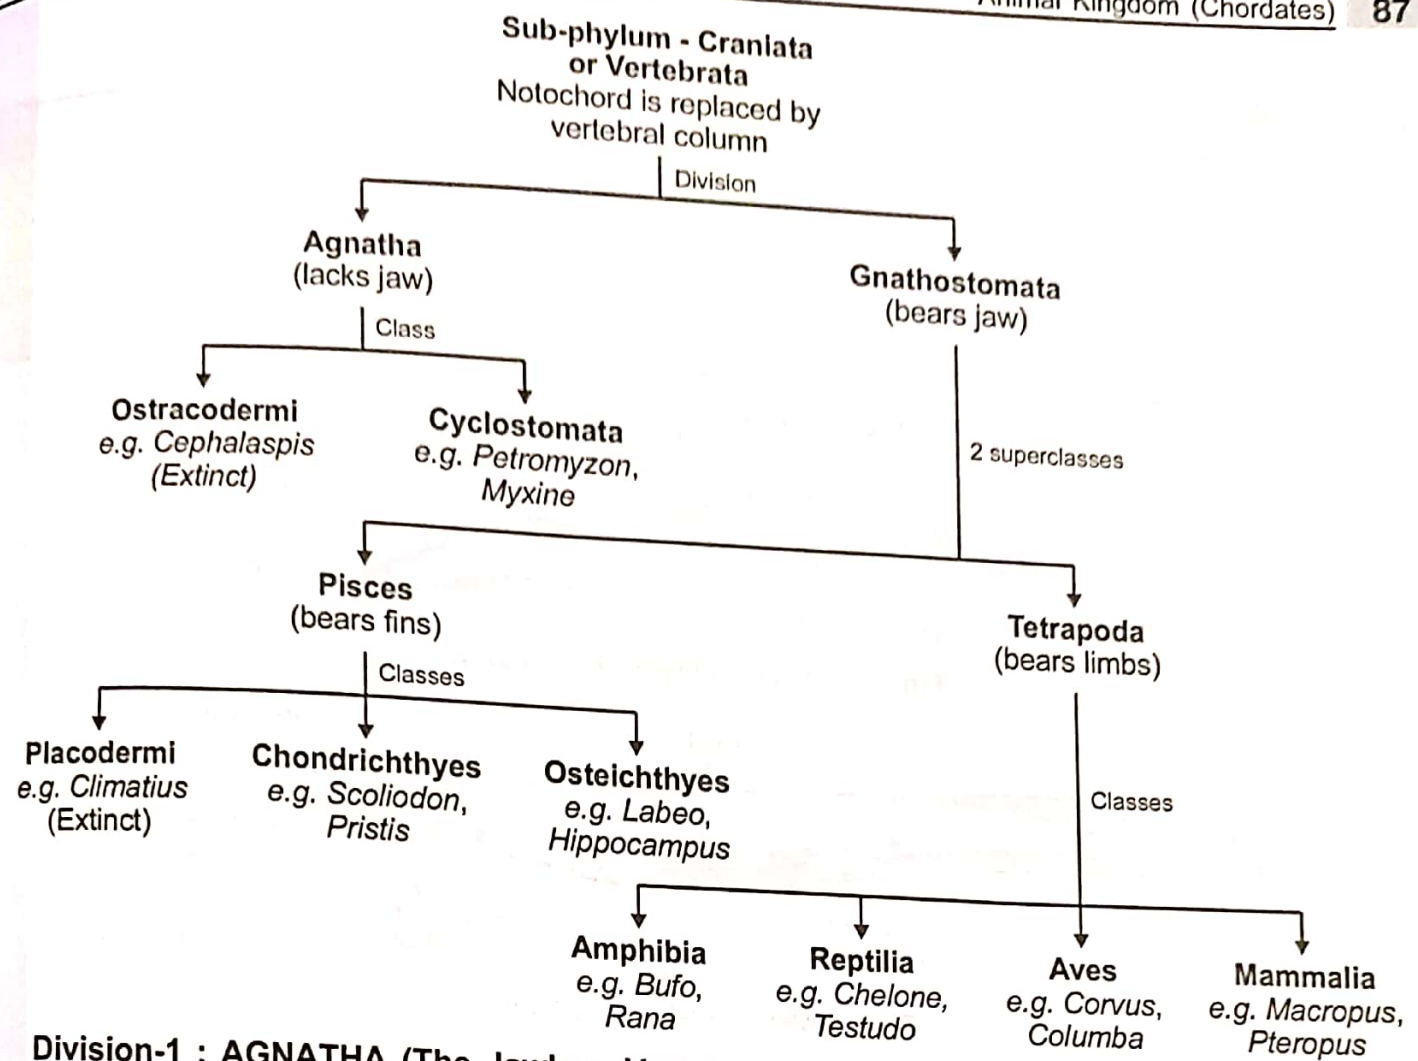 Animal Kingdom (Chordates) 87
Sub-phylum - Craniata
or Vertebrata
Notochord is replaced by
vertebral column
Division
Agnatha
(lacks jaw)
Gnathostomata
(bears jaw)
Class
Ostracodermi
e.g. Cephalaspis
(Extinct)
Cyclostomata
e.g. Petromyzon,
Myxine
2 superclasses
Pisces
(bears fins)
Tetrapoda
(bears limbs)
Classes
Placodermi
e.g. Climatius
(Extinct)
Chondrichthyes
e.g. Scoliodon,
Pristis
Osteichthyes
e.g. Labeo,
Hippocampus
Classes
Amphibia
e.g. Bufo,
Rana
Reptilia
e.g. Chelone,
Testudo
Aves
e.g. Corvus,
Columba
Mammalia
e.g. Macropus,
Pteropus
Division-1 : AGNATHA (The